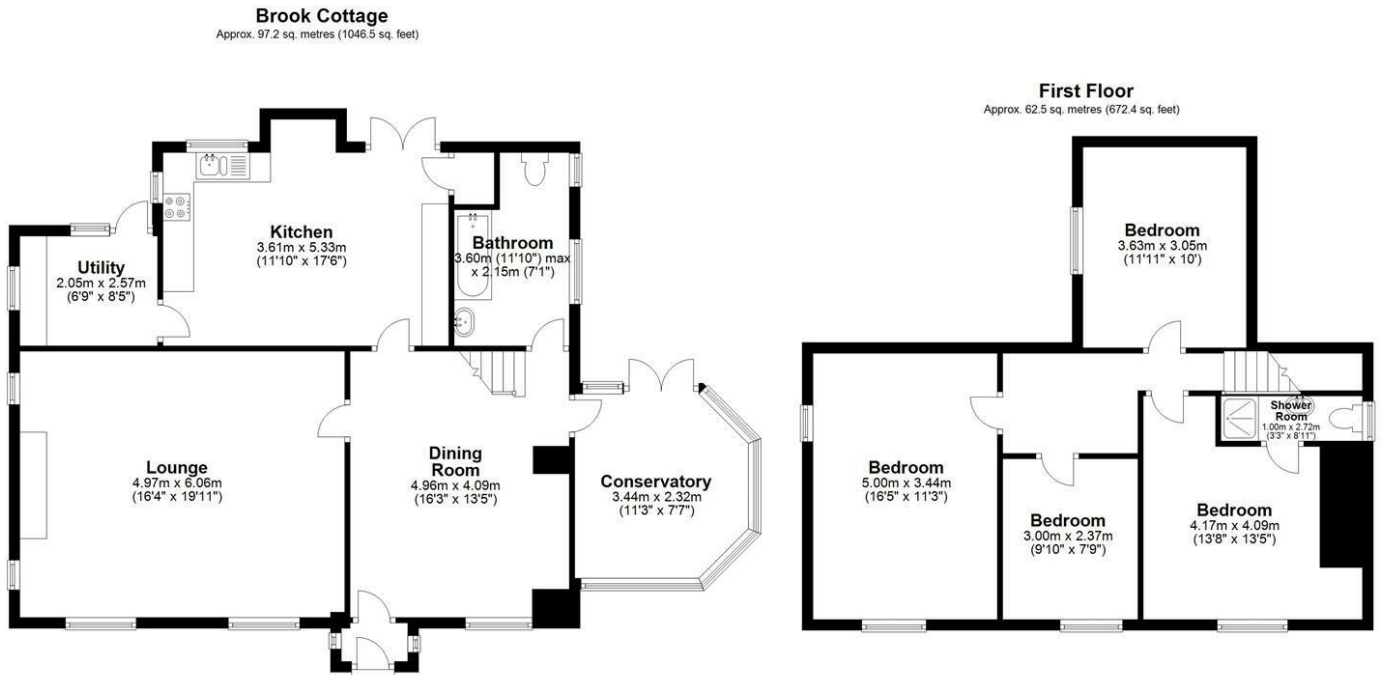 Brook Cottage
Approx. 97.2 sq. metres (1046.5 sq. feet)
Kitchen
3.61m x 5.33m
(11'10" x 17'6")
Utility
2.05m x 2.57m
(6'9" x 8'5")
Bathroom
3.60m (11'10") max
x 2.15m (7'1")
Lounge
4.97m x 6.06m
(16'4" x 19'11")
Dining
Room
4.96m x 4.09m
(16'3" x 13'5")
Conservatory
3.44m x 2.32m
(11'3" x 7'7")
First Floor
Approx. 62.5 sq. metres (672.4 sq. feet)
Bedroom
3.63m x 3.05m
(11'11" x 10')
Shower
Room
1.00m x 2.72m
(3'3" x 8'11")
Bedroom
5.00m x 3.44m
(16'5" x 11'3")
Bedroom
3.00m x 2.37m
(9'10" x 7'9")
Bedroom
4.17m x 4.09m
(13'8" x 13'5")